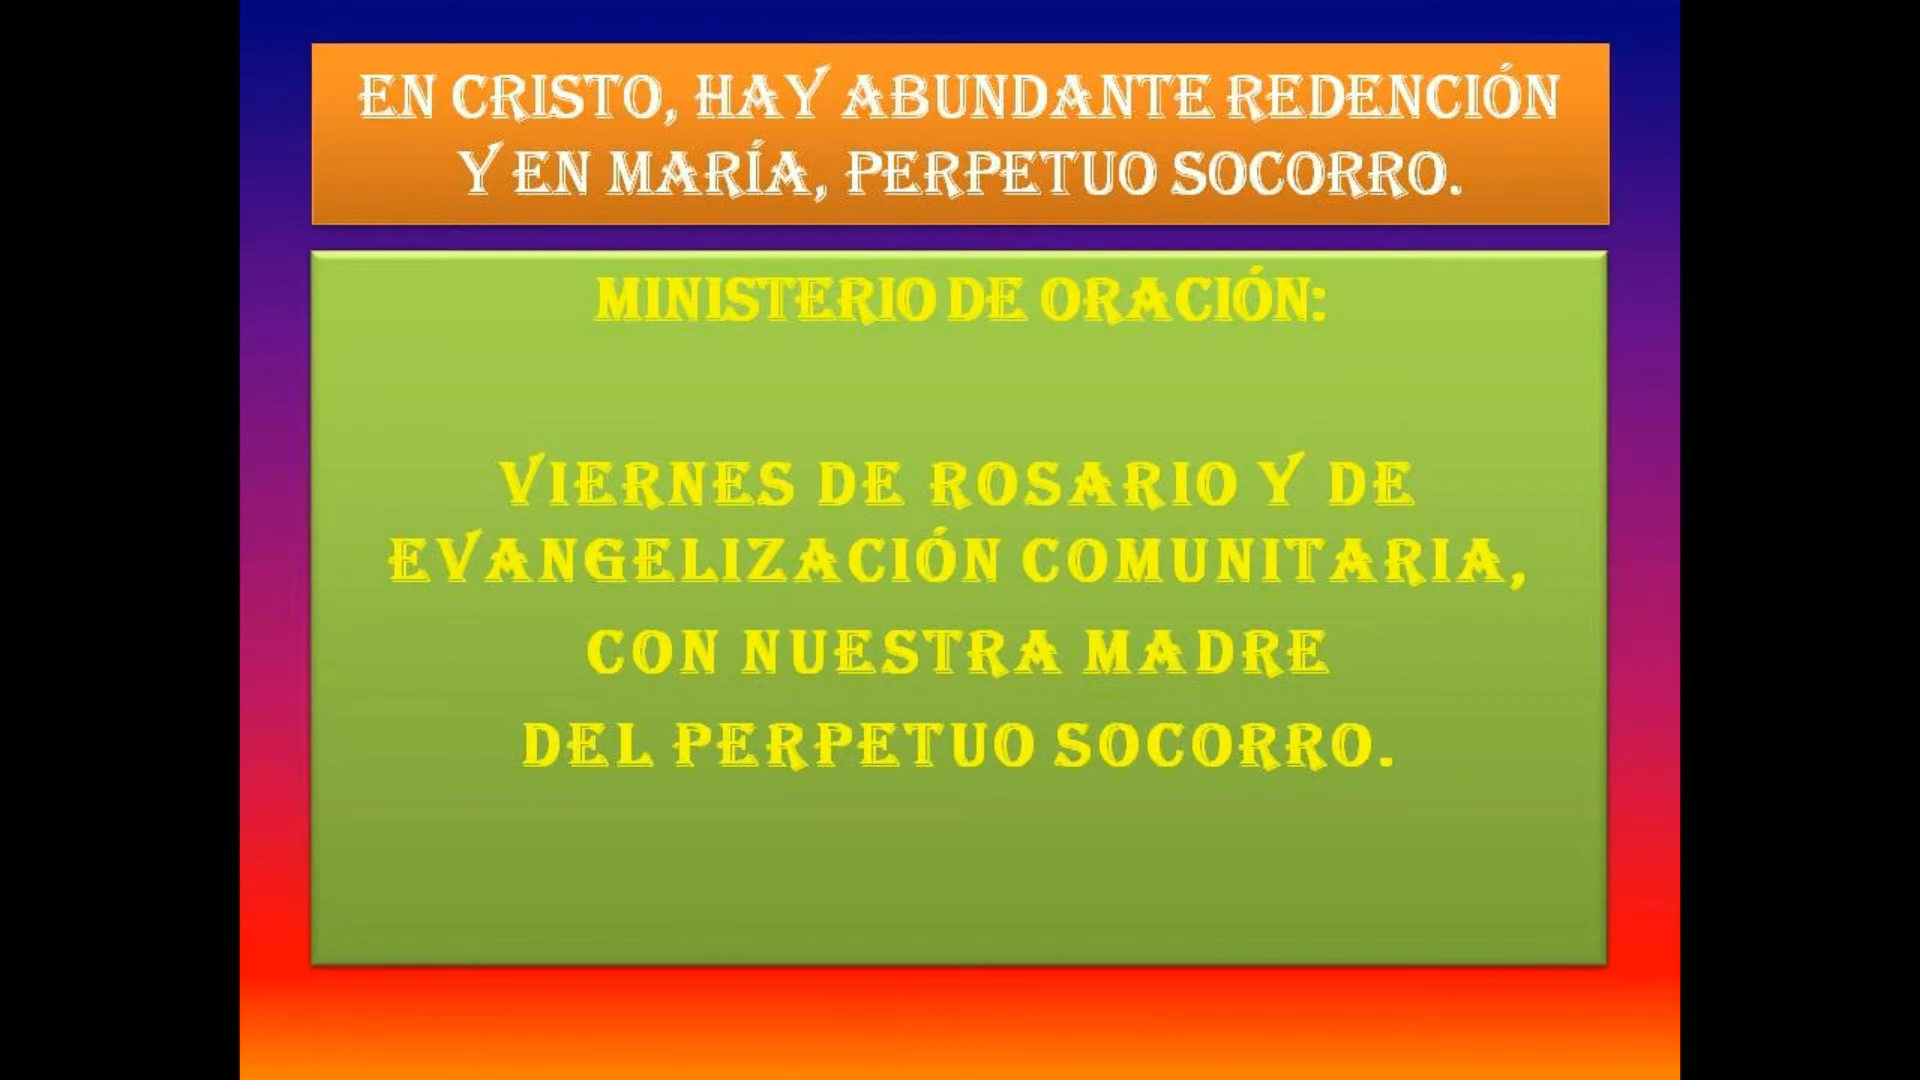 EN CRISTO, HAY ABUNDANTE REDENCIÓN
Y EN MARÍA, PERPETUO SOCORRO.
MINISTERIO DE ORACIÓN:
VIERNES DE ROSARIO Y DE
EVANGELIZACIÓN COMUNITARIA,
CON NUESTRA MADRE
DEL PERPETUO SOCORRO.